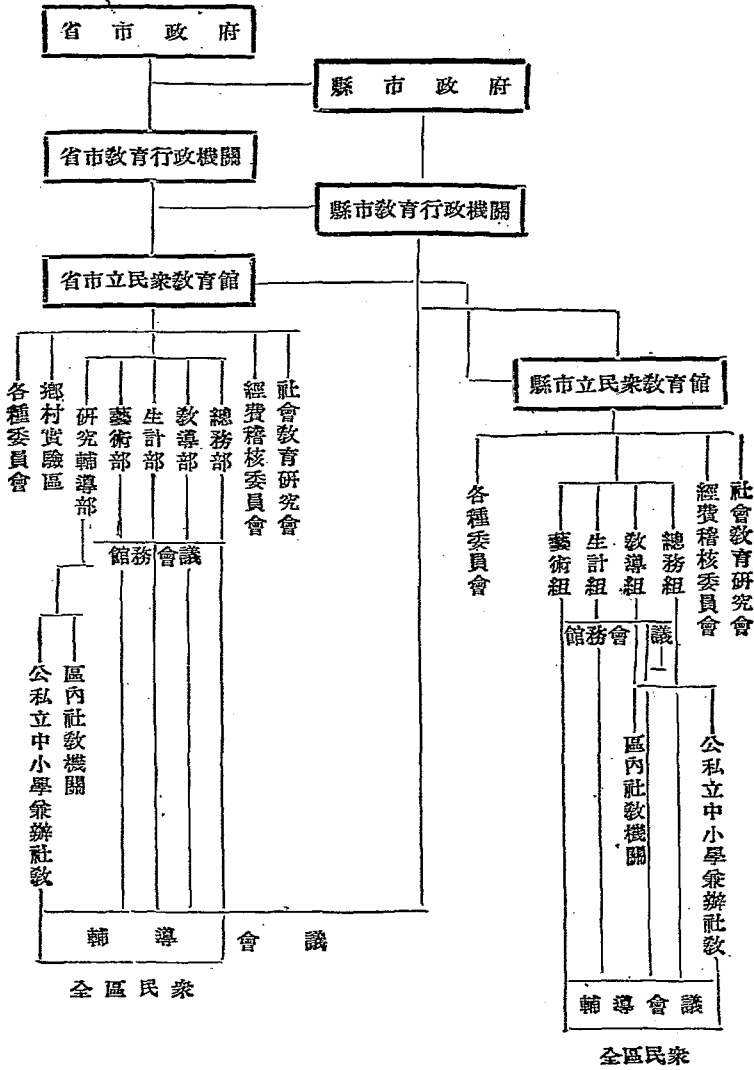 省市政府
縣市政府
省市教育行政機關
縣市教育行政機關
省市立民衆教育館
縣市立民衆教育館
社會教育研究會
經費稽核委員會
總務部
教導部
生計部
藝術部
研究輔導部
鄉村實驗區
各種委員會
館務會議
區內社教機關
公私立中小學兼辦社教
輔導會議
全區民衆
社會教育研究會
經費稽核委員會
總務組
教導組
生計組
藝術組
各種委員會
館務會議
公私立中小學兼辦社教
區內社教機關
輔導會議
全區民衆